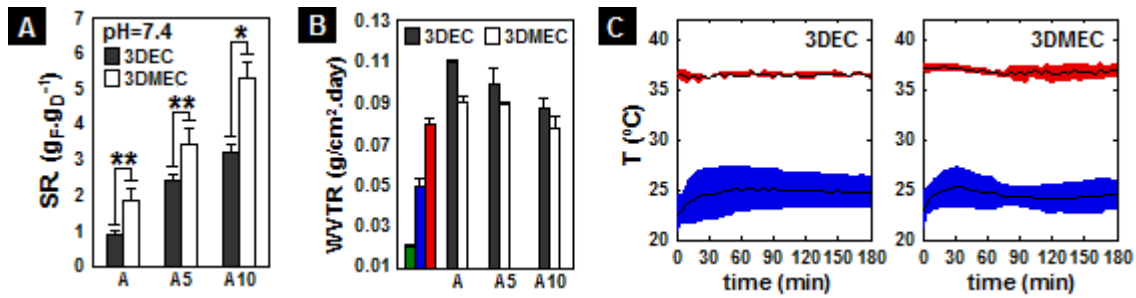 A
SR (gF.gD⁻¹)
7
6
5
4
3
2
1
0
pH=7.4
3DEC
3DMEC
**
**
*
A A5 A10
B
WVTR (g/cm².day)
0.13
0.11
0.09
0.07
0.05
0.03
0.01
3DEC 3DMEC
A A5 A10
C
T (ºC)
40
35
30
25
20
3DEC
0 30 60 90 120 150 180
time (min)
40
35
30
25
20
3DMEC
0 30 60 90 120 150 180
time (min)